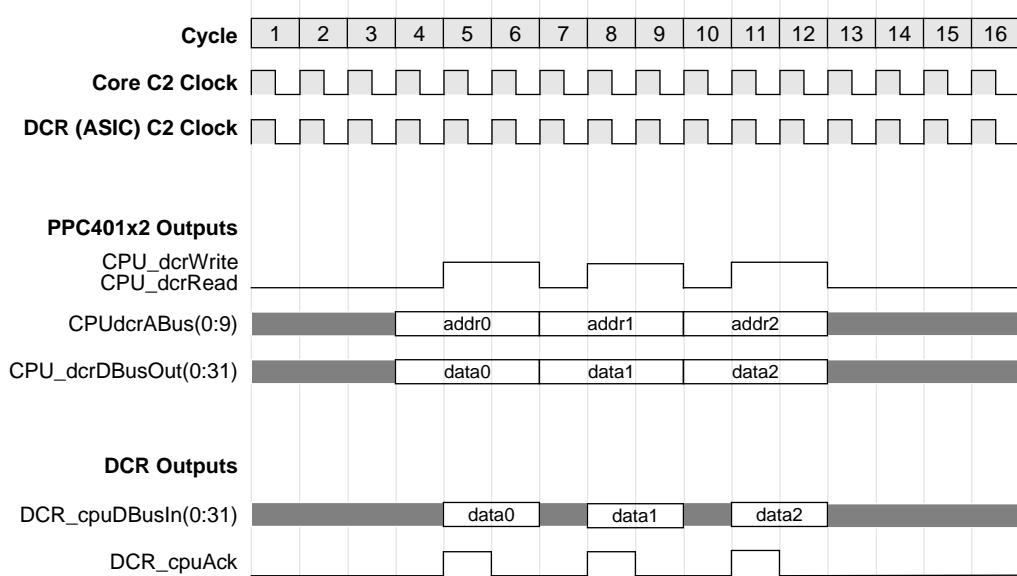 Cycle 1 2 3 4 5 6 7 8 9 10 11 12 13 14 15 16
Core C2 Clock
DCR (ASIC) C2 Clock
PPC401x2 Outputs
CPU_dcrWrite
CPU_dcrRead
CPUdcrABus(0:9) addr0 addr1 addr2
CPU_dcrDBusOut(0:31) data0 data1 data2
DCR Outputs
DCR_cpuDBusIn(0:31) data0 data1 data2
DCR_cpuAck